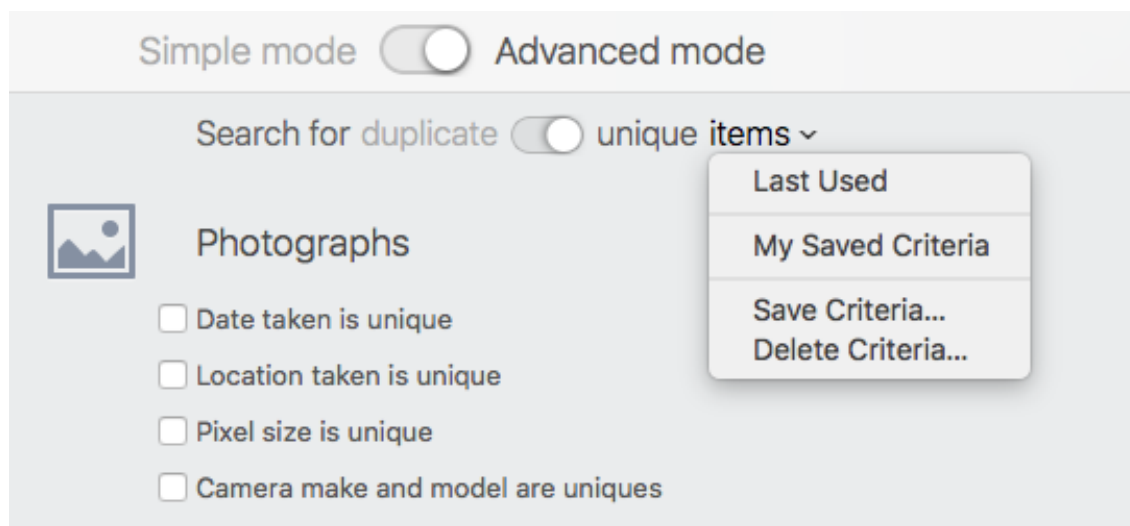 Simple mode Advanced mode
Search for duplicate unique items
Last Used
My Saved Criteria
Save Criteria...
Delete Criteria...
Photographs
Date taken is unique
Location taken is unique
Pixel size is unique
Camera make and model are uniques